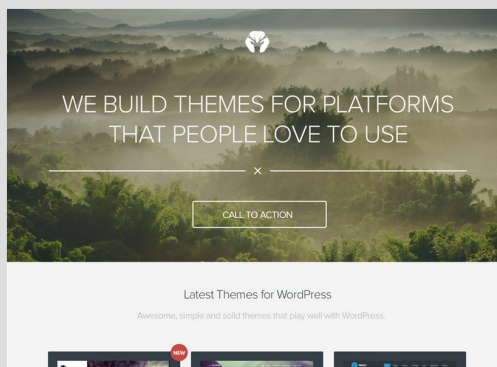 WE BUILD THEMES FOR PLATFORMS
THAT PEOPLE LOVE TO USE
CALL TO ACTION
Latest Themes for WordPress
Awesome, simple and solid themes that play well with WordPress.
NEW